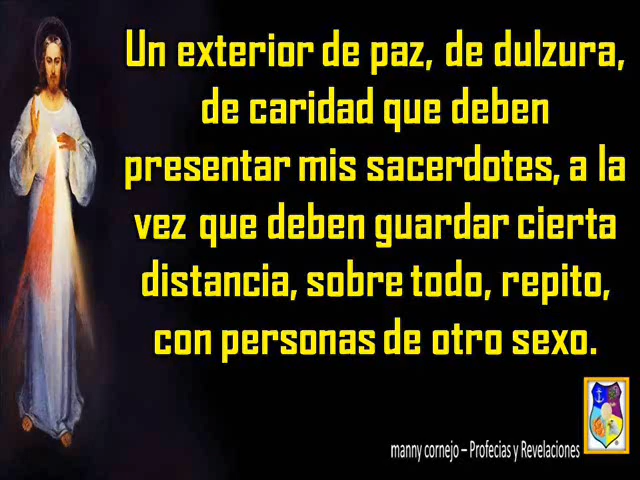 Un exterior de paz, de dulzura,
de caridad que deben
presentar mis sacerdotes, a la
vez que deben guardar cierta
distancia, sobre todo, repito,
con personas de otro sexo.
manny cornejo – Profecias y Revelaciones